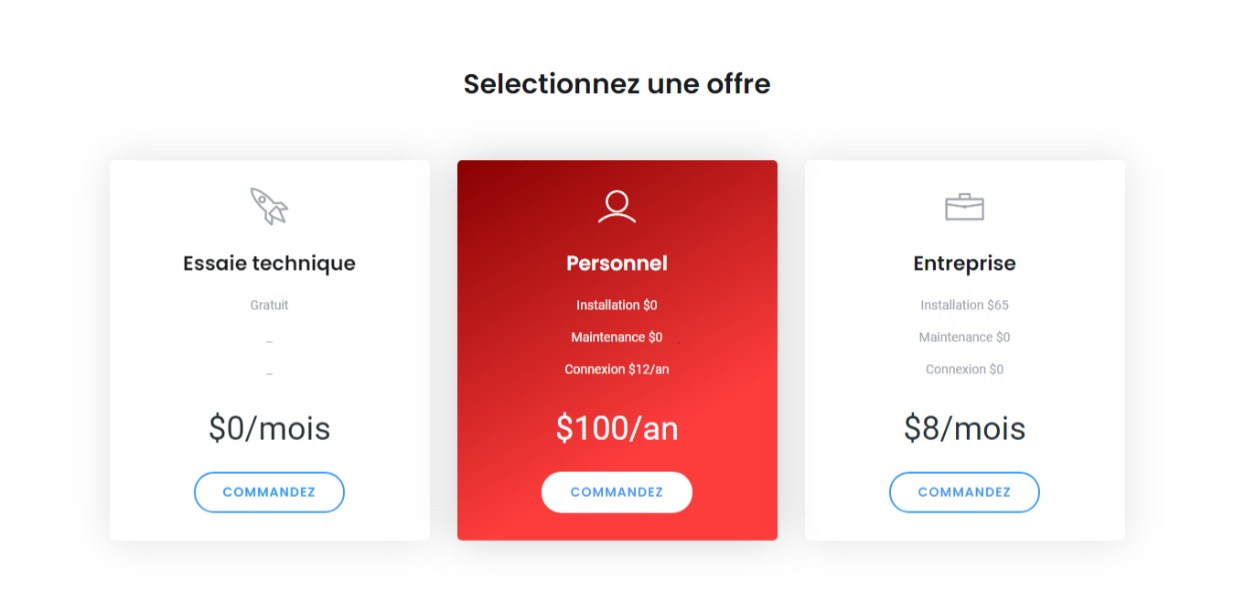 Selectionnez une offre
Essaie technique
Gratuit
–
–
$0/mois
COMMANDEZ
Personnel
Installation $0
Maintenance $0
Connexion $12/an
$100/an
COMMANDEZ
Entreprise
Installation $65
Maintenance $0
Connexion $0
$8/mois
COMMANDEZ